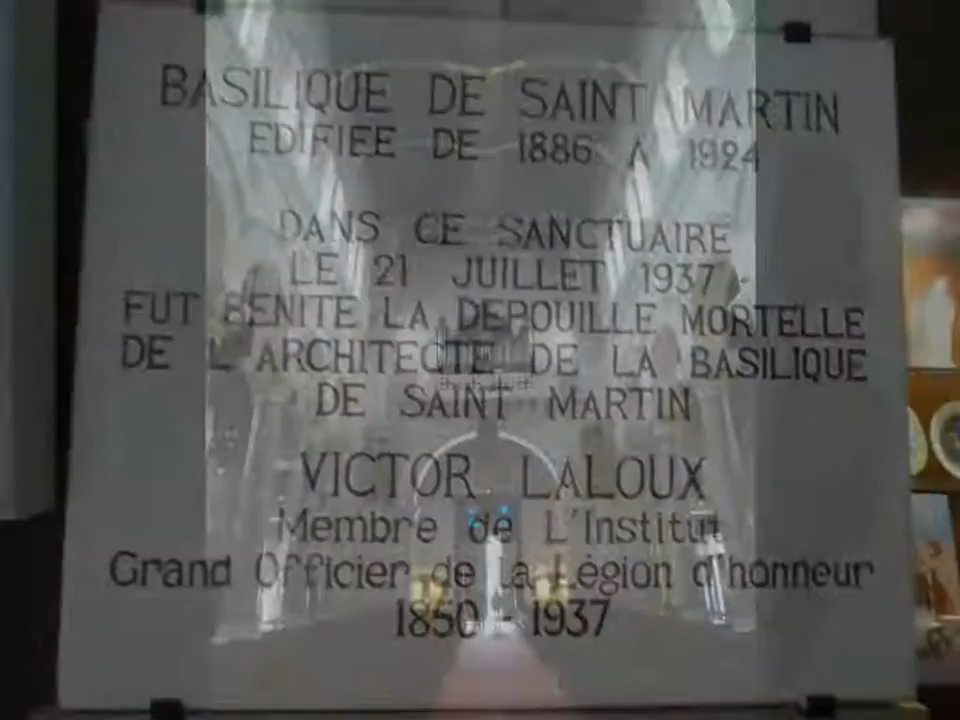 BASILIQUE DE SAINT MARTIN
EDIFIEE DE 1886 A 1924
DANS CE SANCTUAIRE
LE 21 JUILLET 1937
FUT BENITE LA DEPOUILLE MORTELLE
DE L'ARCHITECTE DE LA BASILIQUE
DE SAINT MARTIN
VICTOR LALOUX
Membre de L'Institut
Grand Officier de La Légion d'honneur
1850 - 1937